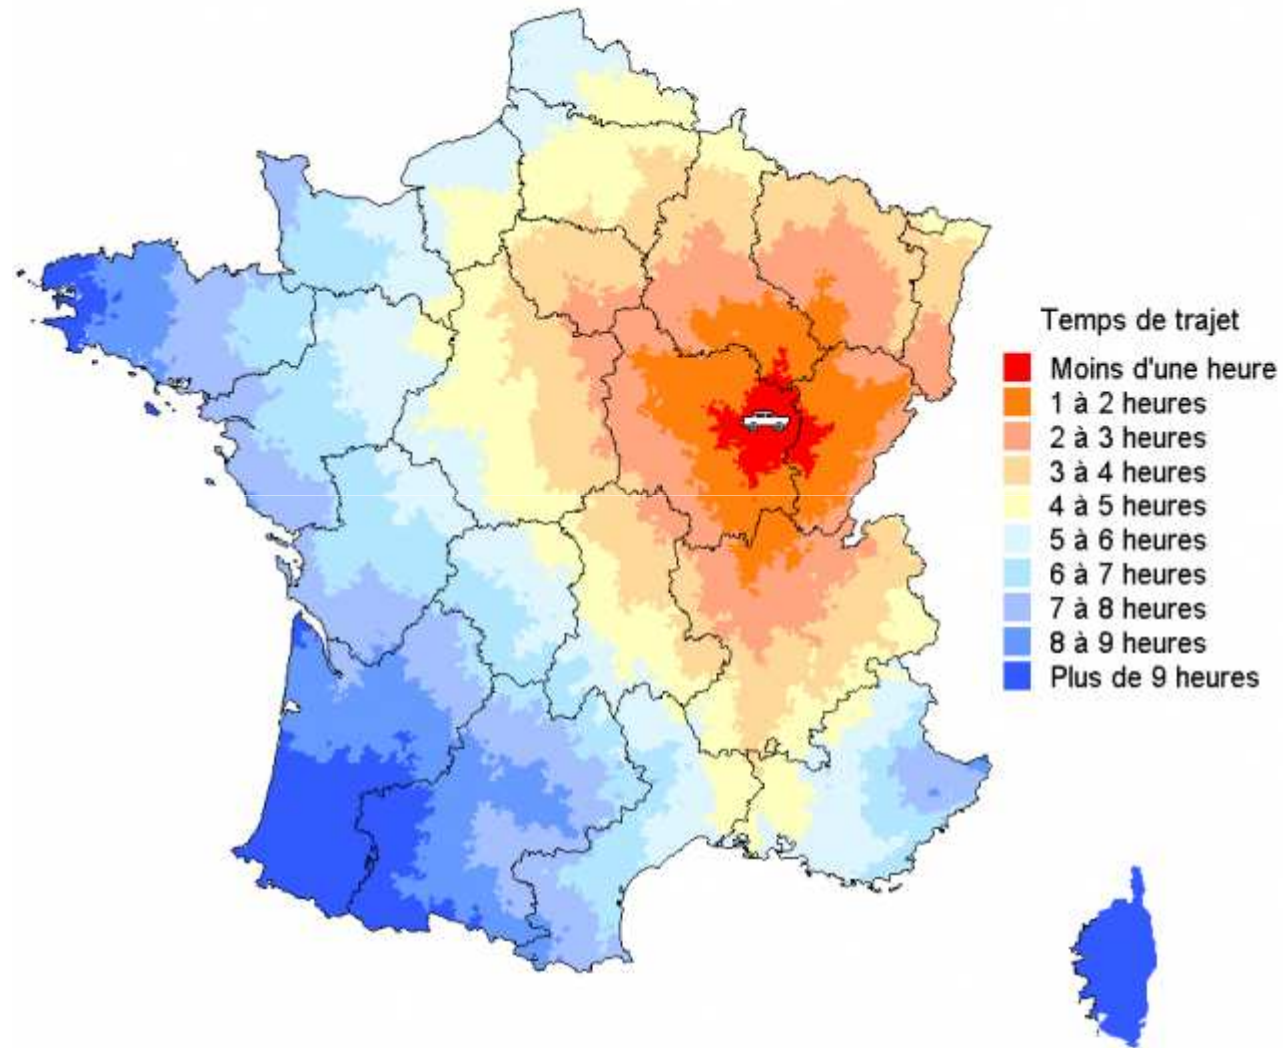 Temps de trajet
Moins d'une heure
1 à 2 heures
2 à 3 heures
3 à 4 heures
4 à 5 heures
5 à 6 heures
6 à 7 heures
7 à 8 heures
8 à 9 heures
Plus de 9 heures